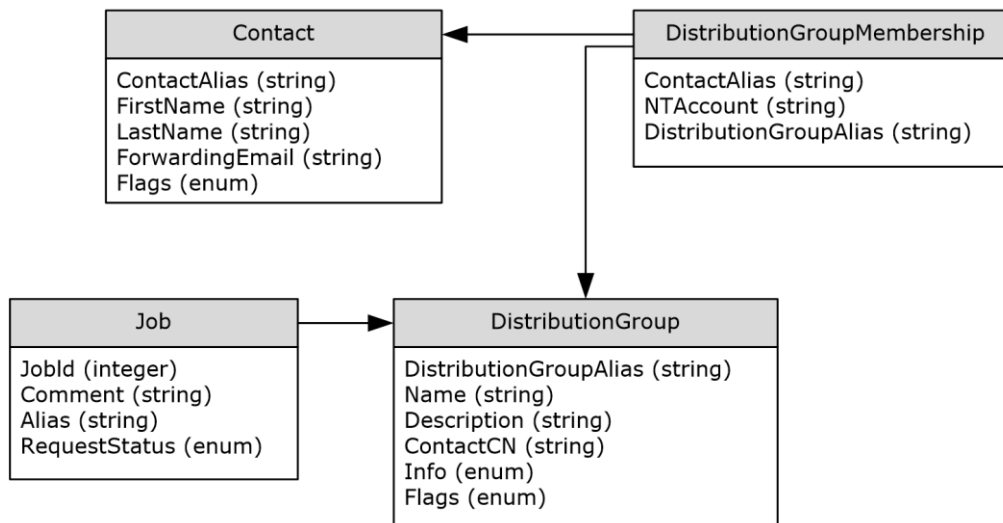 Contact
ContactAlias (string)
FirstName (string)
LastName (string)
ForwardingEmail (string)
Flags (enum)
DistributionGroupMembership
ContactAlias (string)
NTAccount (string)
DistributionGroupAlias (string)
Job
JobId (integer)
Comment (string)
Alias (string)
RequestStatus (enum)
DistributionGroup
DistributionGroupAlias (string)
Name (string)
Description (string)
ContactCN (string)
Info (enum)
Flags (enum)